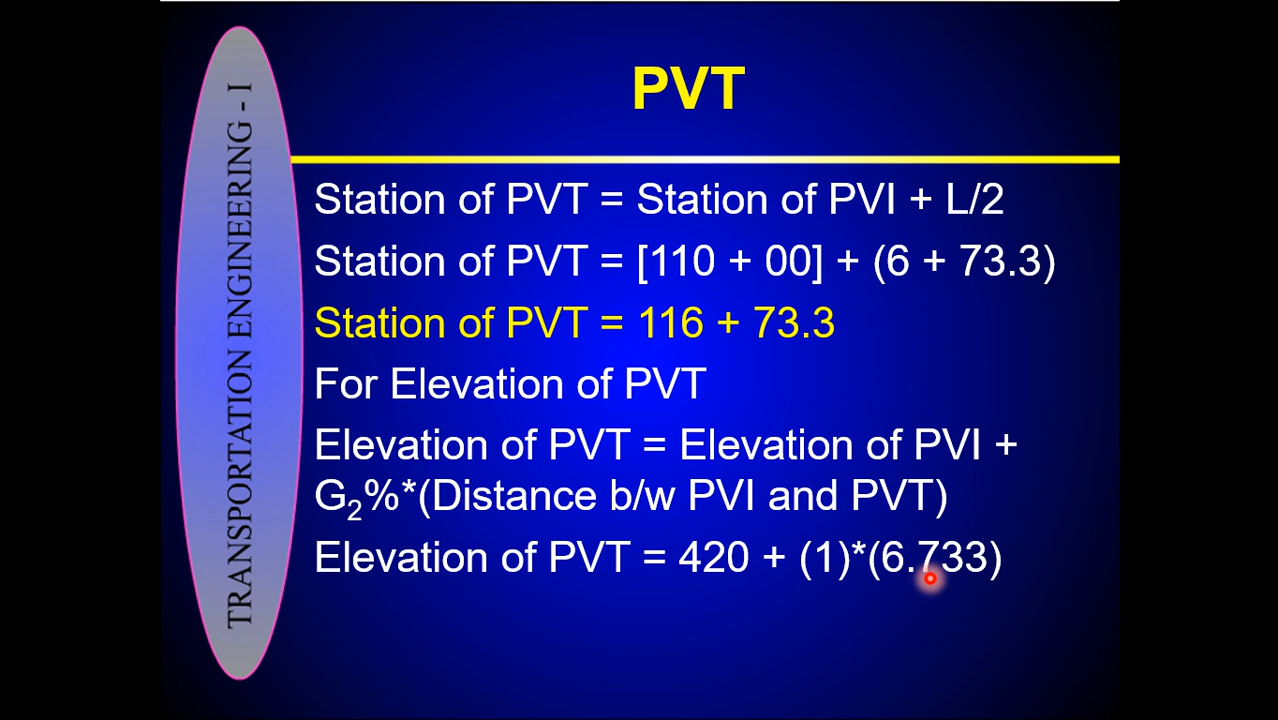 TRANSPORTATION ENGINEERING - I
PVT
Station of PVT = Station of PVI + L/2
Station of PVT = [110 + 00] + (6 + 73.3)
Station of PVT = 116 + 73.3
For Elevation of PVT
Elevation of PVT = Elevation of PVI +
G₂%*(Distance b/w PVI and PVT)
Elevation of PVT = 420 + (1)*(6.733)